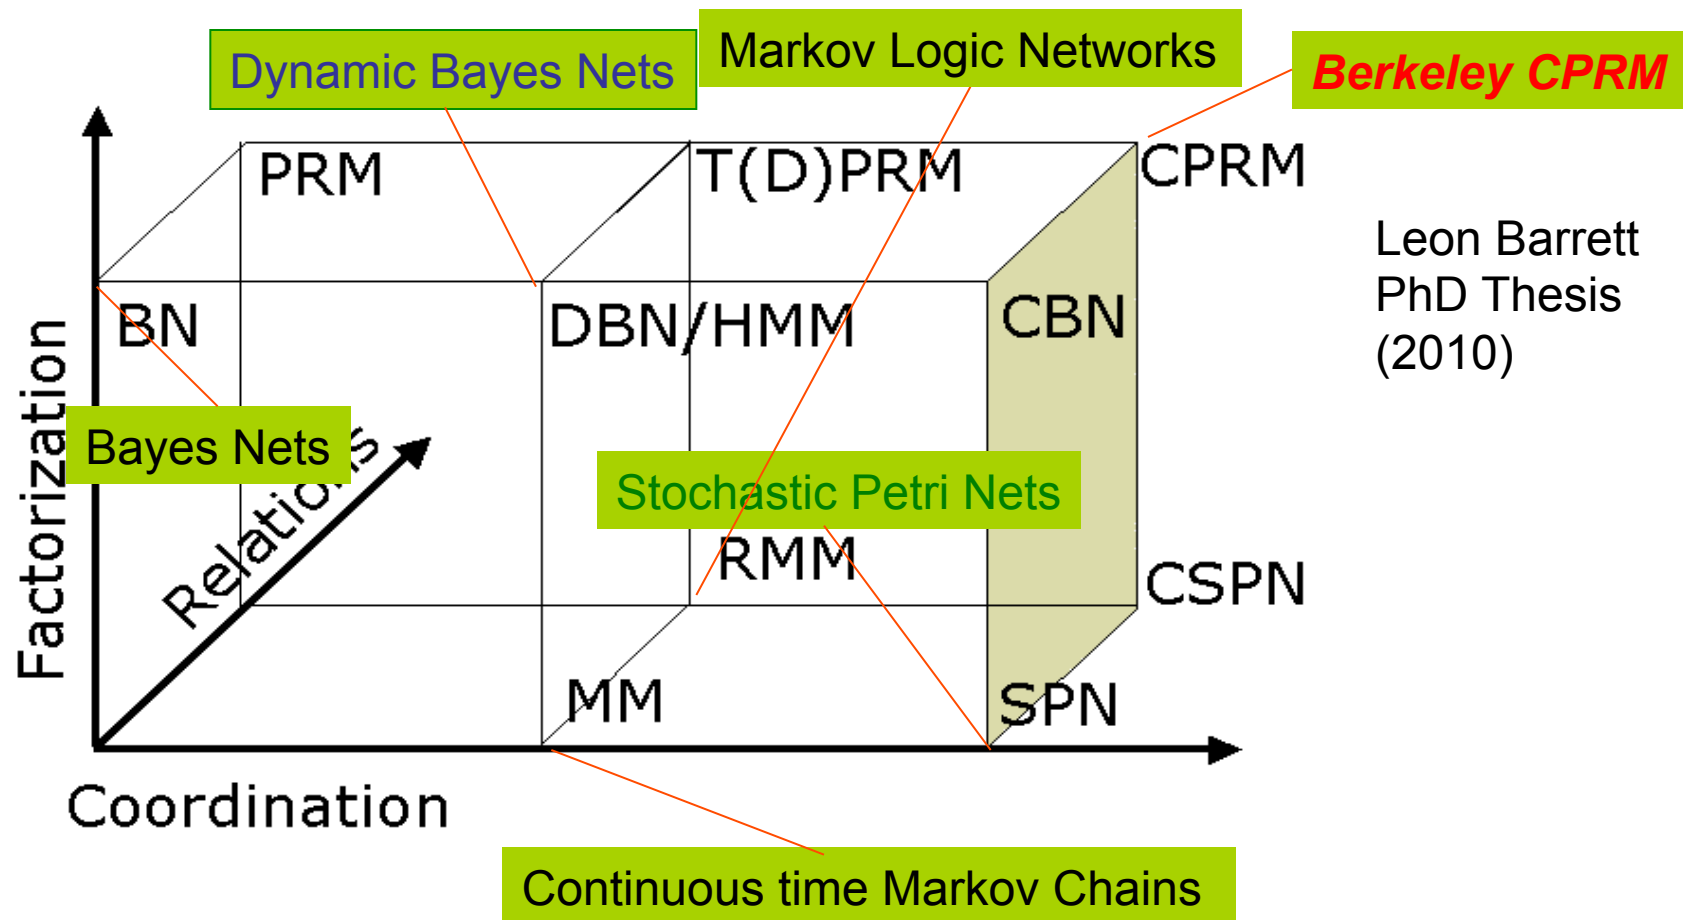 Markov Logic Networks
Dynamic Bayes Nets
Berkeley CPRM
PRM
T(D)PRM
CPRM
Leon Barrett
PhD Thesis
(2010)
BN
DBN/HMM
CBN
Factorization
Bayes Nets
Relations
Stochastic Petri Nets
RMM
CSPN
MM
SPN
Coordination
Continuous time Markov Chains